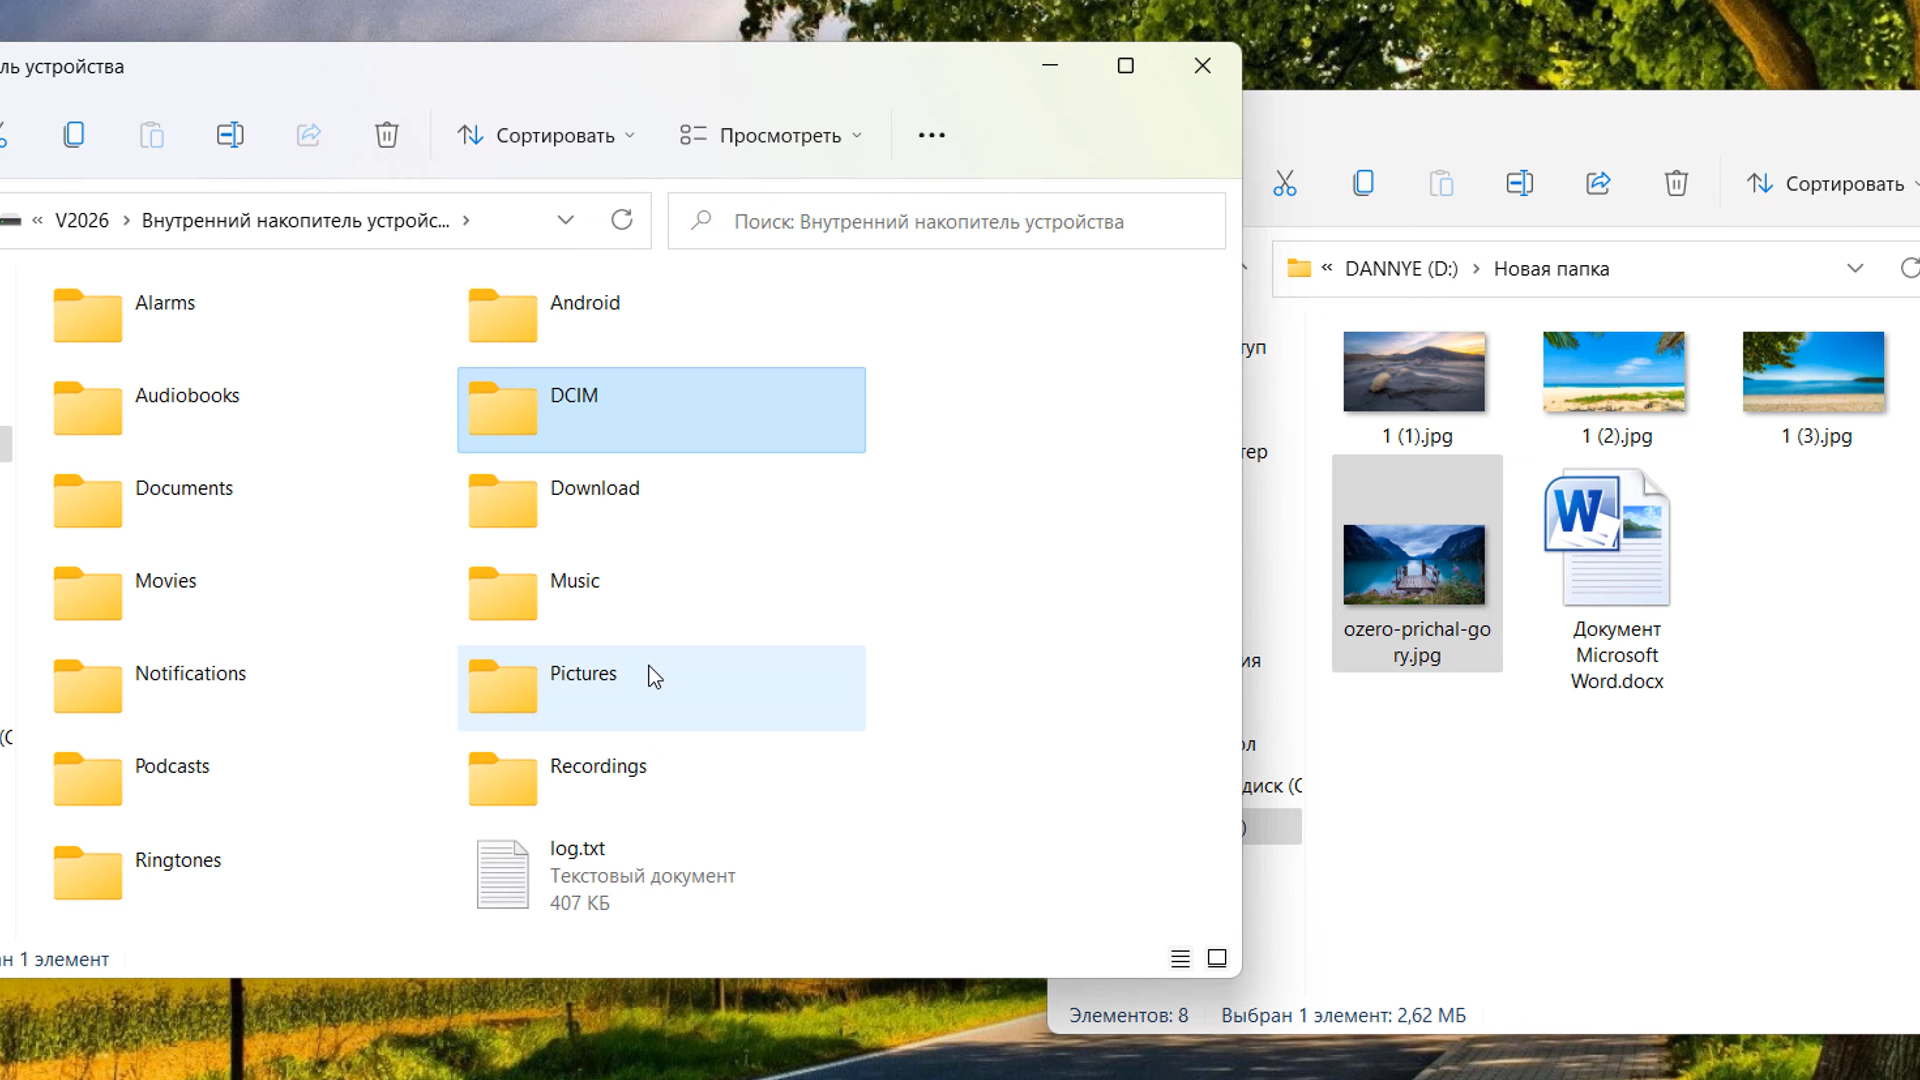 ль устройства
Сортировать
Просмотреть
« V2026 › Внутренний накопитель устройс... ›
Поиск: Внутренний накопитель устройства
Alarms
Android
Audiobooks
DCIM
Documents
Download
Movies
Music
Notifications
Pictures
Podcasts
Recordings
Ringtones
log.txt
Текстовый документ
407 КБ
(С
н 1 элемент
Сортировать
« DANNYE (D:) › Новая папка
туп
тер
ия
ол
диск (С
)
1 (1).jpg
1 (2).jpg
1 (3).jpg
ozero-prichal-go
ry.jpg
W
Документ
Microsoft
Word.docx
Элементов: 8
Выбран 1 элемент: 2,62 МБ